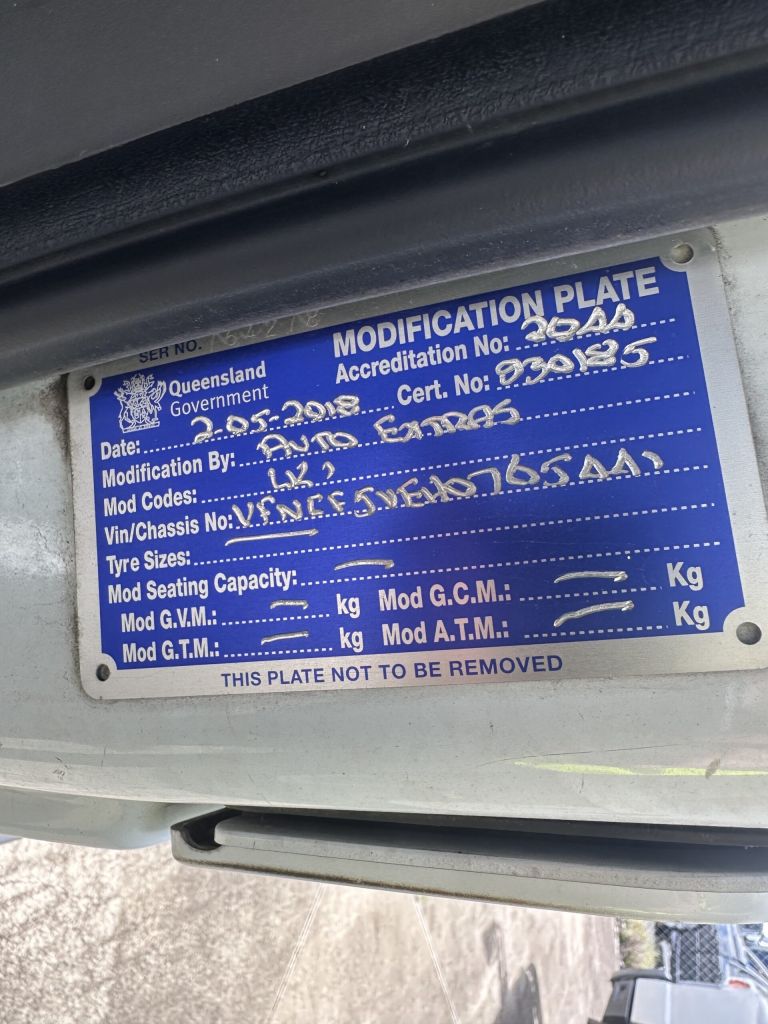 SER NO.
MODIFICATION PLATE
Queensland Government
Accreditation No: 2044
Cert. No: 930185
Date: 2-05-2018
Modification By: AUTO EXTRAS
Mod Codes: LK,
Vin/Chassis No:
Tyre Sizes: —
Mod Seating Capacity: —
Mod G.V.M.: — kg Mod G.C.M.: — Kg
Mod G.T.M.: — kg Mod A.T.M.: — Kg
THIS PLATE NOT TO BE REMOVED